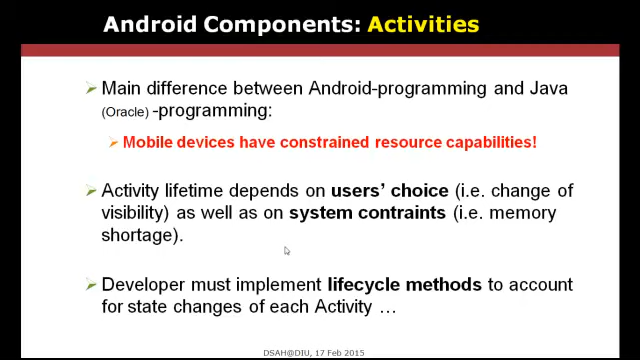 Android Components: Activities
Main difference between Android-programming and Java
(Oracle) -programming:
Mobile devices have constrained resource capabilities!
Activity lifetime depends on users' choice (i.e. change of
visibility) as well as on system contraints (i.e. memory
shortage).
Developer must implement lifecycle methods to account
for state changes of each Activity …
DSAH@DIU, 17 Feb 2015